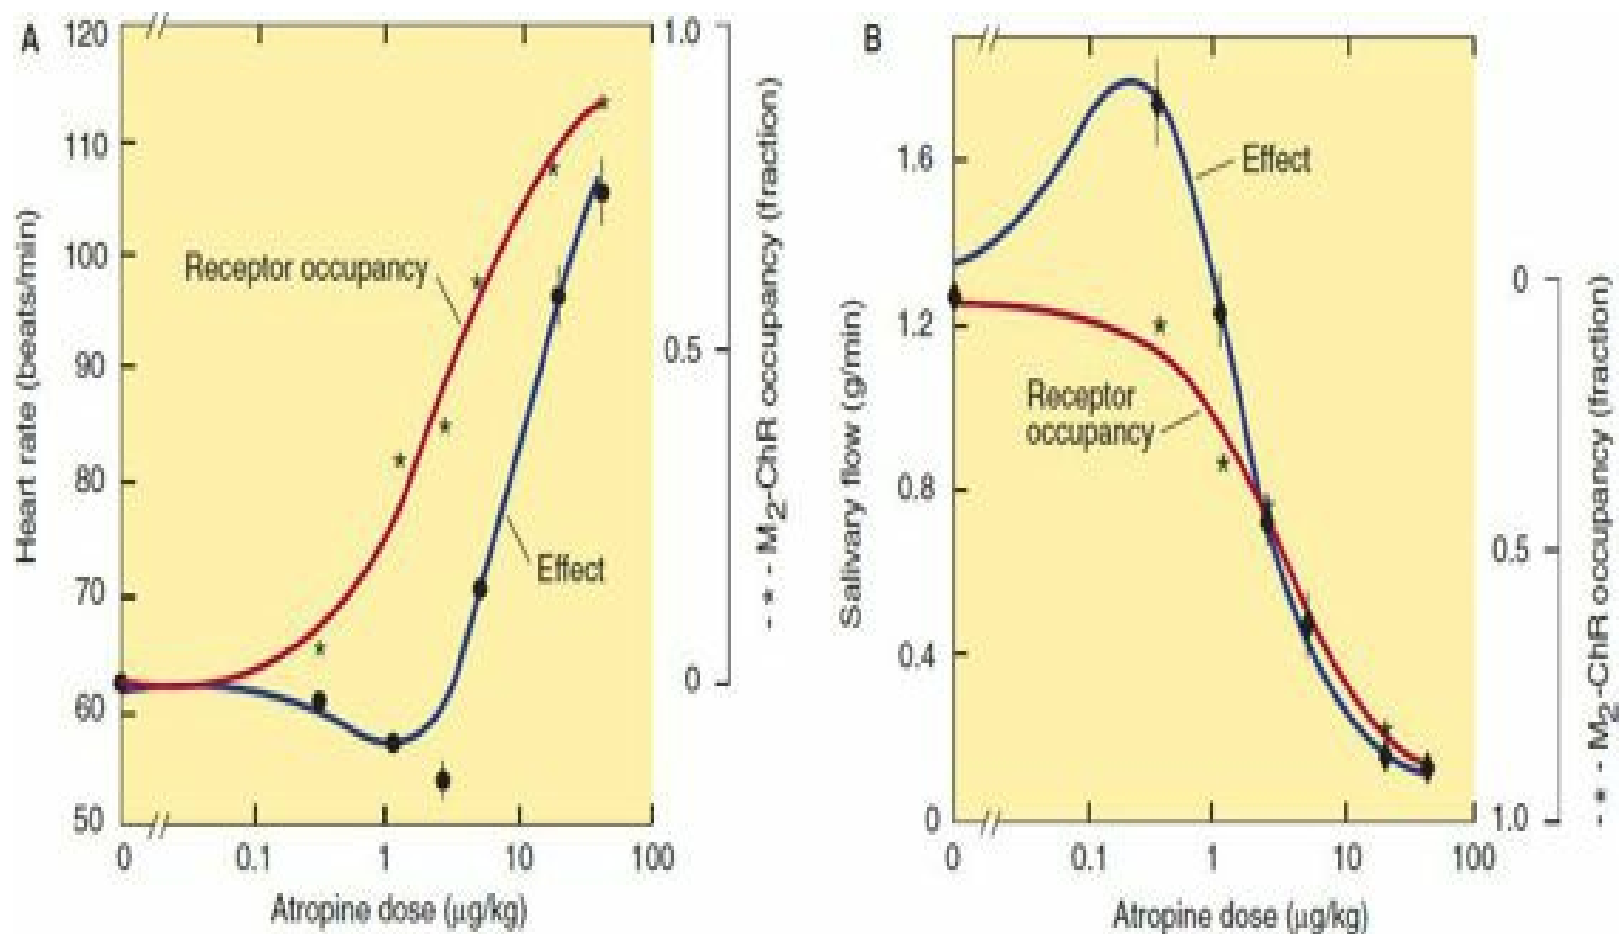 A
120
110
100
90
80
70
60
50
Heart rate (beats/min)
Receptor occupancy
Effect
1.0
0.5
0
- * - M2-ChR occupancy (fraction)
0 0.1 1 10 100
Atropine dose (µg/kg)
B
1.6
1.2
0.8
0.4
0
Salivary flow (g/min)
Effect
Receptor
occupancy
0
0.5
1.0
- * - M2-ChR occupancy (fraction)
0 0.1 1 10 100
Atropine dose (µg/kg)